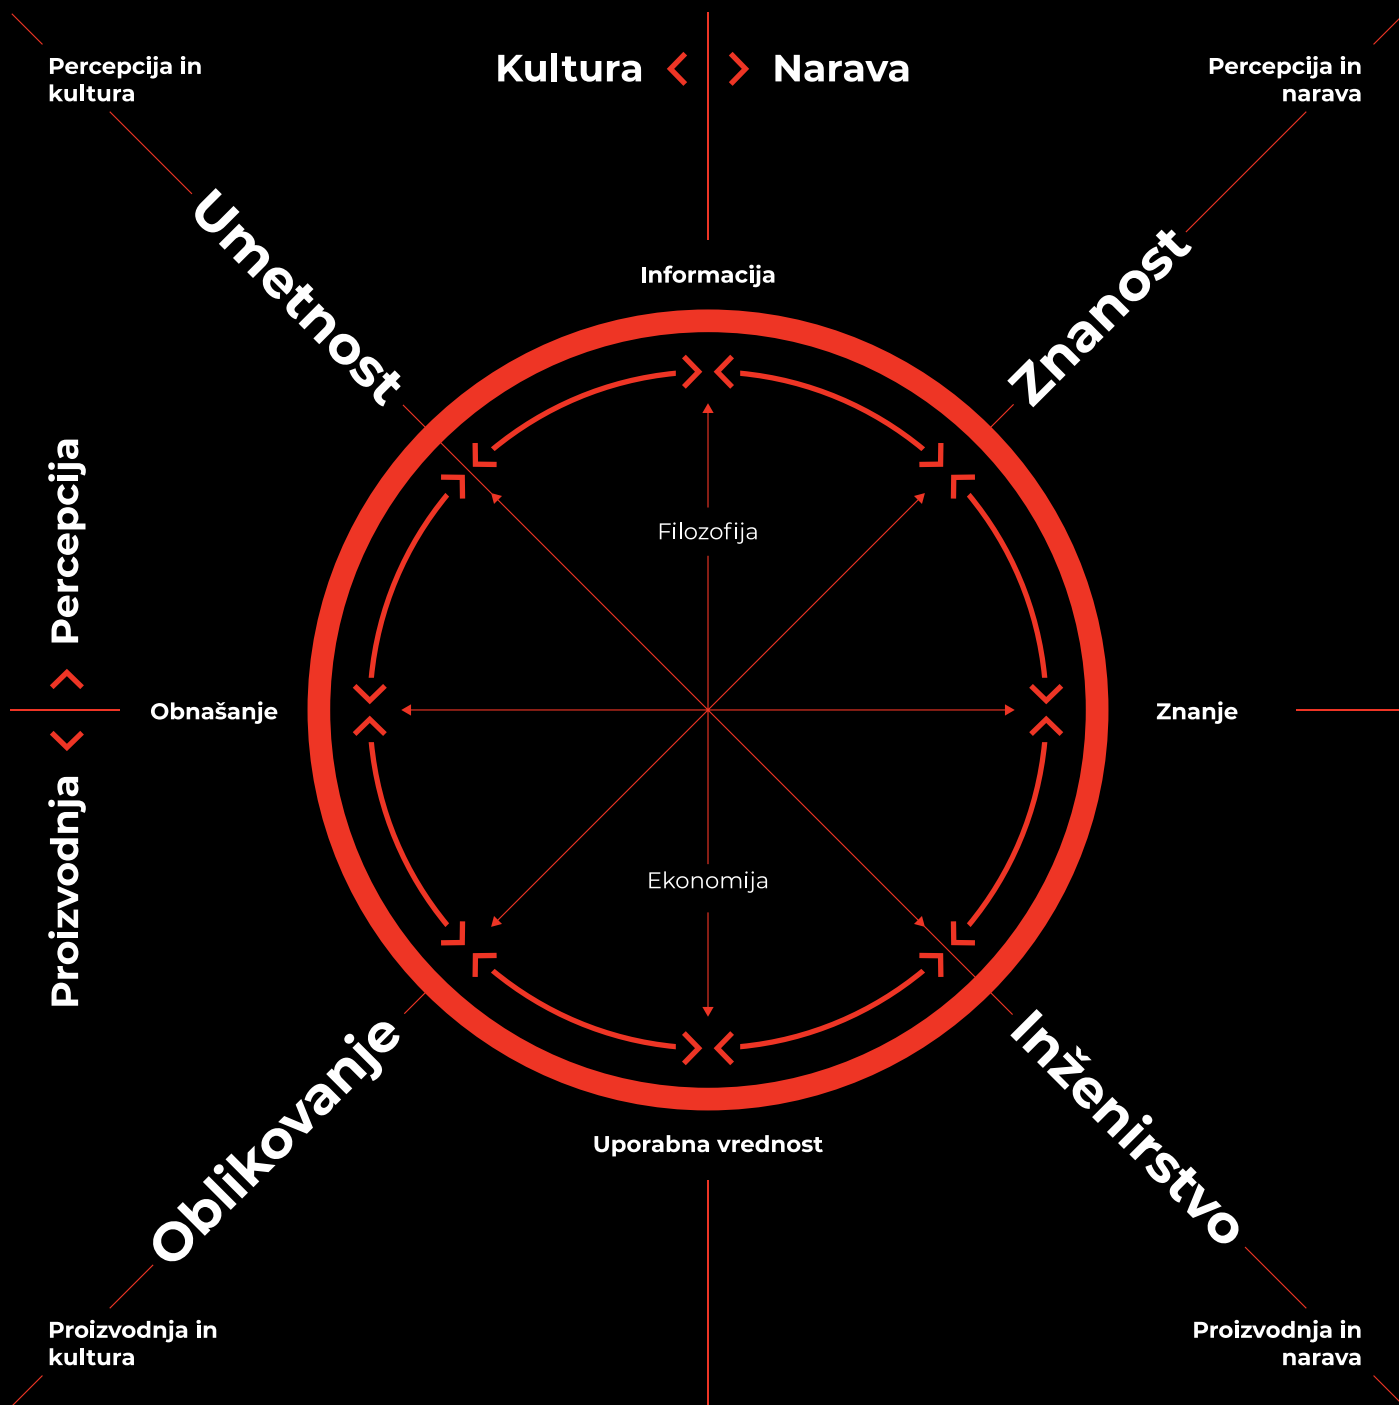 Percepcija in
kultura
Kultura
Narava
Percepcija in
narava
Umetnost
Znanost
Informacija
Percepcija
Filozofija
Obnašanje
Znanje
Proizvodnja
Ekonomija
Oblikovanje
Inženirstvo
Uporabna vrednost
Proizvodnja in
kultura
Proizvodnja in
narava